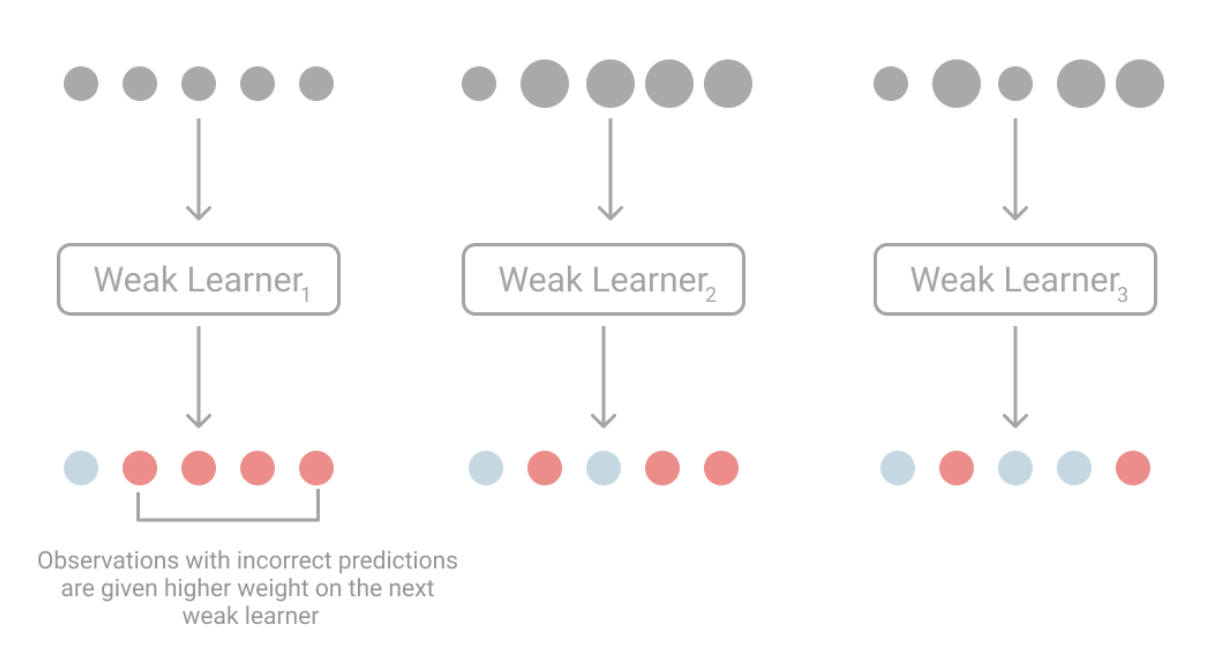 Weak Learner1
Weak Learner2
Weak Learner3
Observations with incorrect predictions
are given higher weight on the next
weak learner